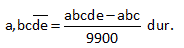 a,bcd̅e̅ = abcde−abc / 9900 dur.